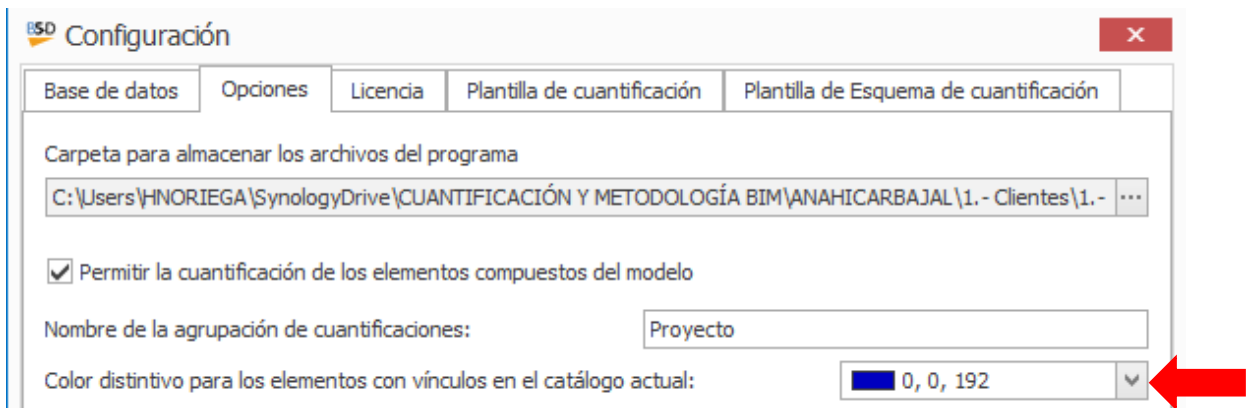 BSD Configuración x
Base de datos Opciones Licencia Plantilla de cuantificación Plantilla de Esquema de cuantificación
Carpeta para almacenar los archivos del programa
C:\Users\HNORIEGA\SynologyDrive\CUANTIFICACIÓN Y METODOLOGÍA BIM\ANAHICARBAJAL\1.- Clientes\1.- ...
Permitir la cuantificación de los elementos compuestos del modelo
Nombre de la agrupación de cuantificaciones: Proyecto
Color distintivo para los elementos con vínculos en el catálogo actual: 0, 0, 192